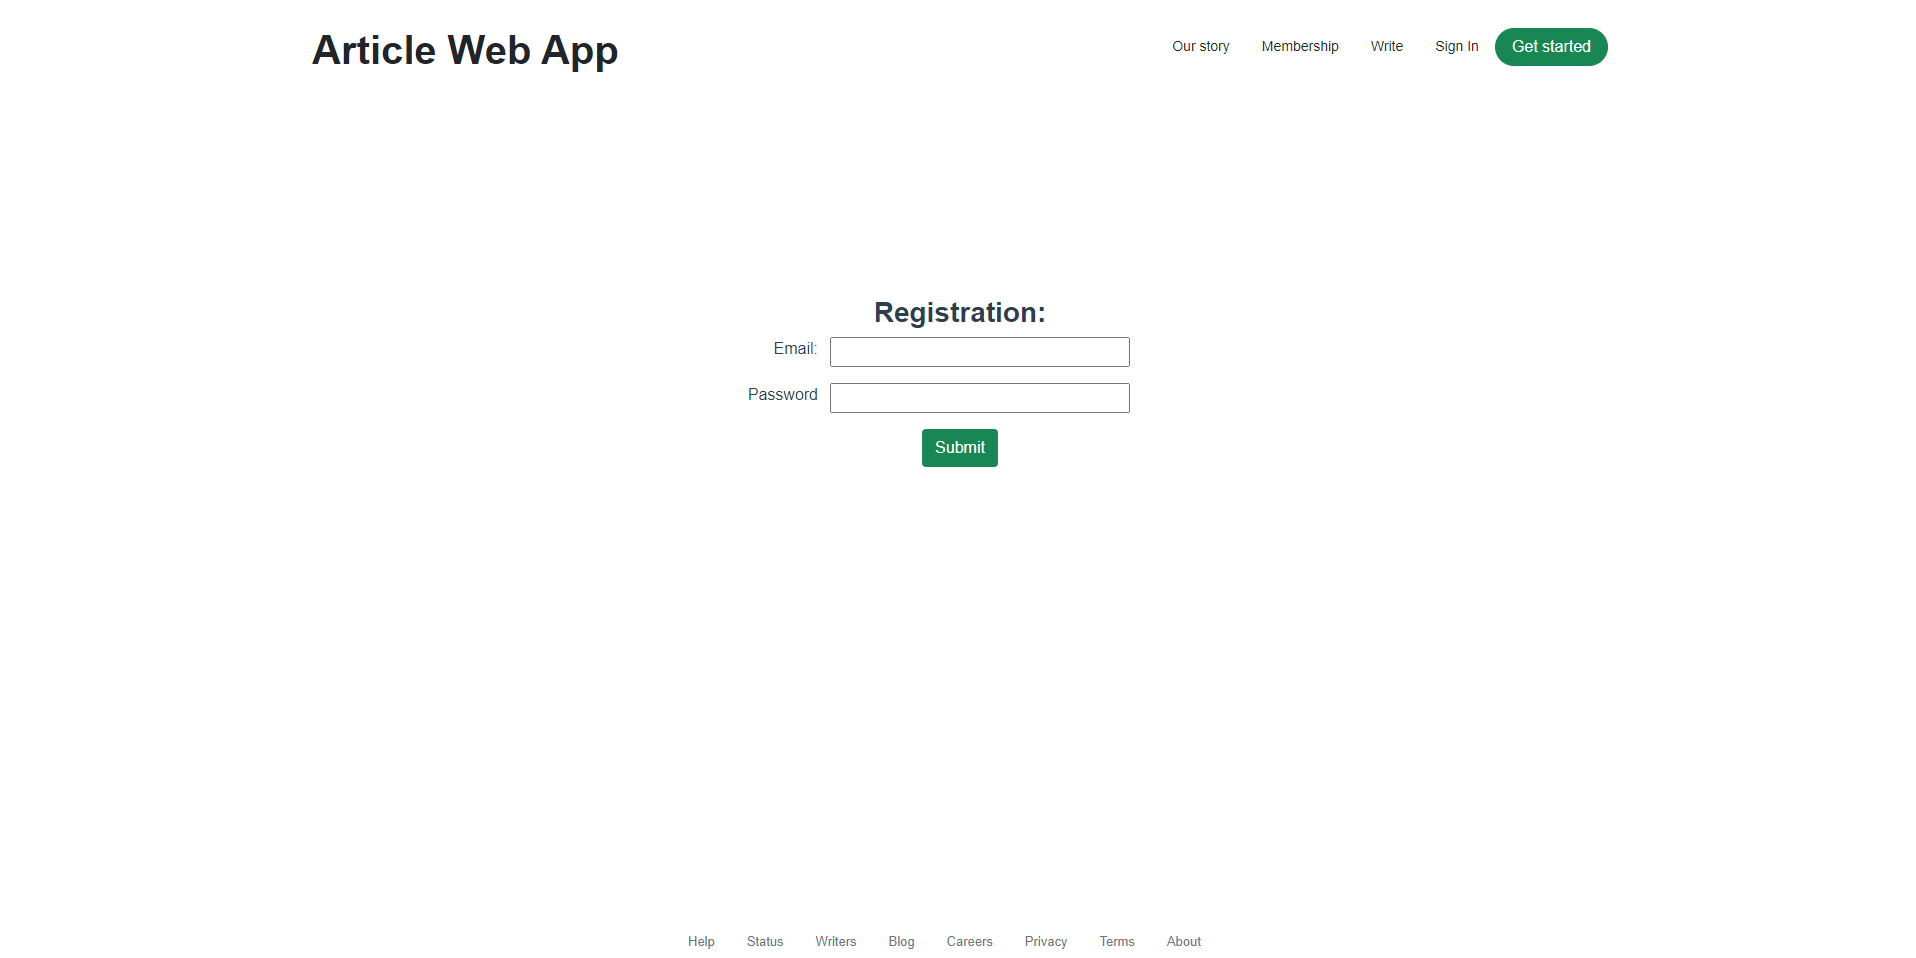 Article Web App
Our story Membership Write Sign In Get started
Registration:
Email:
Password
Submit
Help Status Writers Blog Careers Privacy Terms About